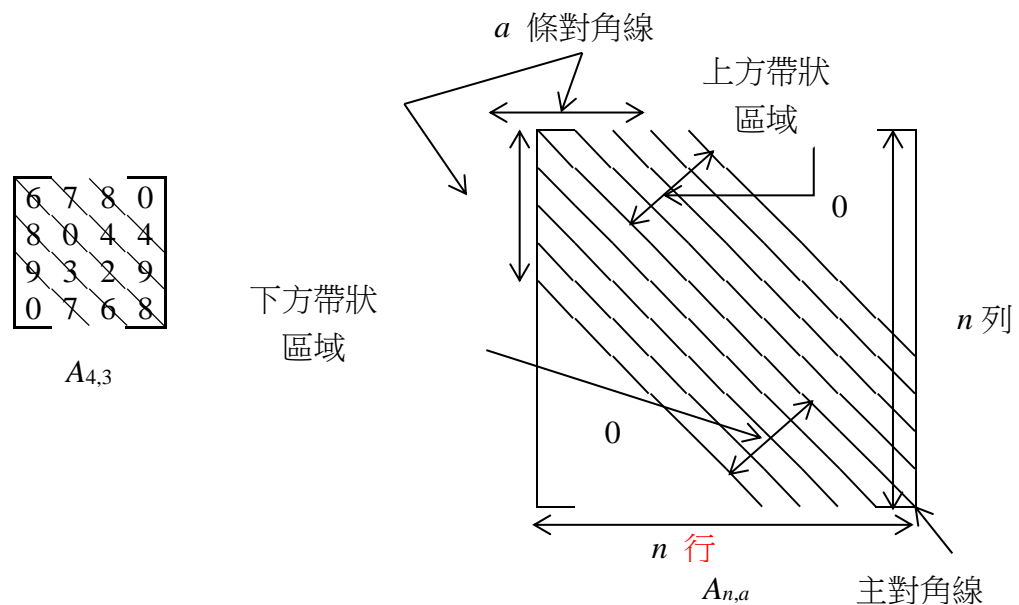 a 條對角線
上方帶狀
區域
6 7 8 0
8 0 4 4
9 3 2 9
0 7 6 8
A4,3
下方帶狀
區域
0
0
n 列
n 行
An,a
主對角線